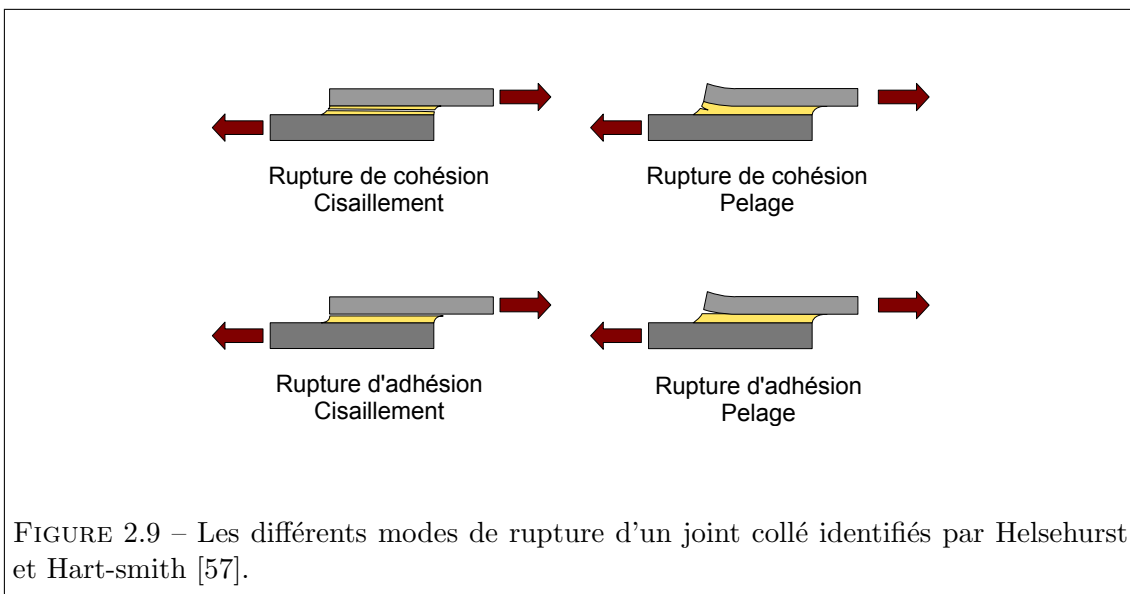 Rupture de cohésion
Cisaillement
Rupture de cohésion
Pelage
Rupture d'adhésion
Cisaillement
Rupture d'adhésion
Pelage
FIGURE 2.9 – Les différents modes de rupture d'un joint collé identifiés par Helsehurst
et Hart-smith [57].